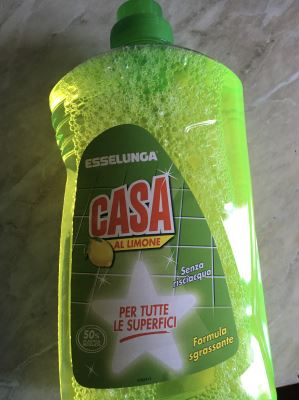 ESSELUNGA
CASA
AL LIMONE
Senza
risciacquo
PER TUTTE
LE SUPERFICI
50%
Formula
sgrassante